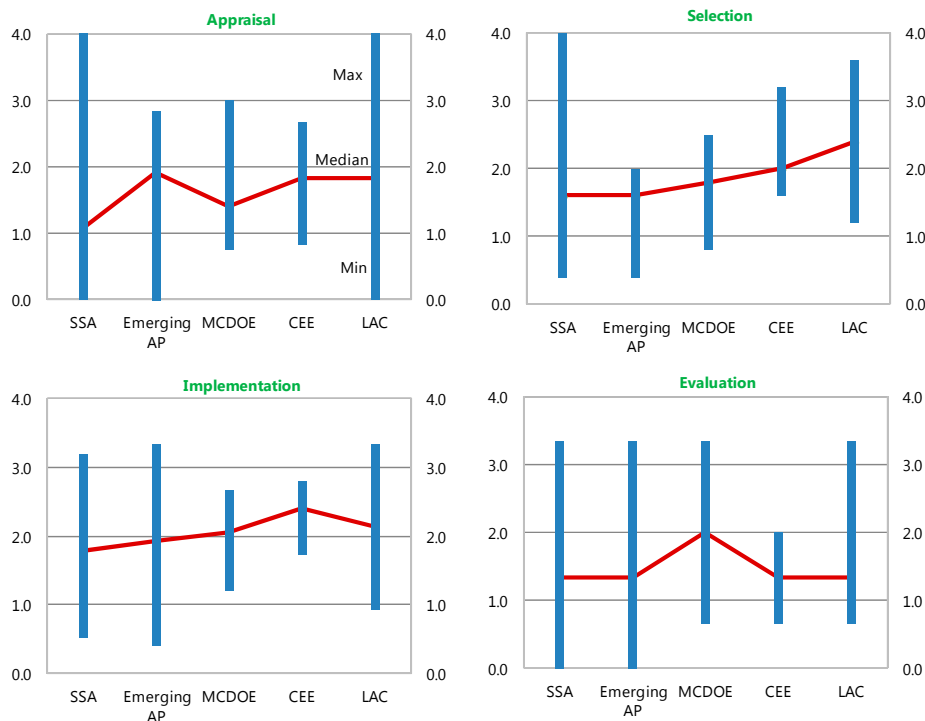 Appraisal
4.0 4.0
Max
3.0 3.0
Median
2.0 2.0
1.0 1.0
Min
0.0 0.0
SSA Emerging AP MCDOE CEE LAC
Selection
4.0 4.0
3.0 3.0
2.0 2.0
1.0 1.0
0.0 0.0
SSA Emerging AP MCDOE CEE LAC
Implementation
4.0 4.0
3.0 3.0
2.0 2.0
1.0 1.0
0.0 0.0
SSA Emerging AP MCDOE CEE LAC
Evaluation
4.0 4.0
3.0 3.0
2.0 2.0
1.0 1.0
0.0 0.0
SSA Emerging AP MCDOE CEE LAC